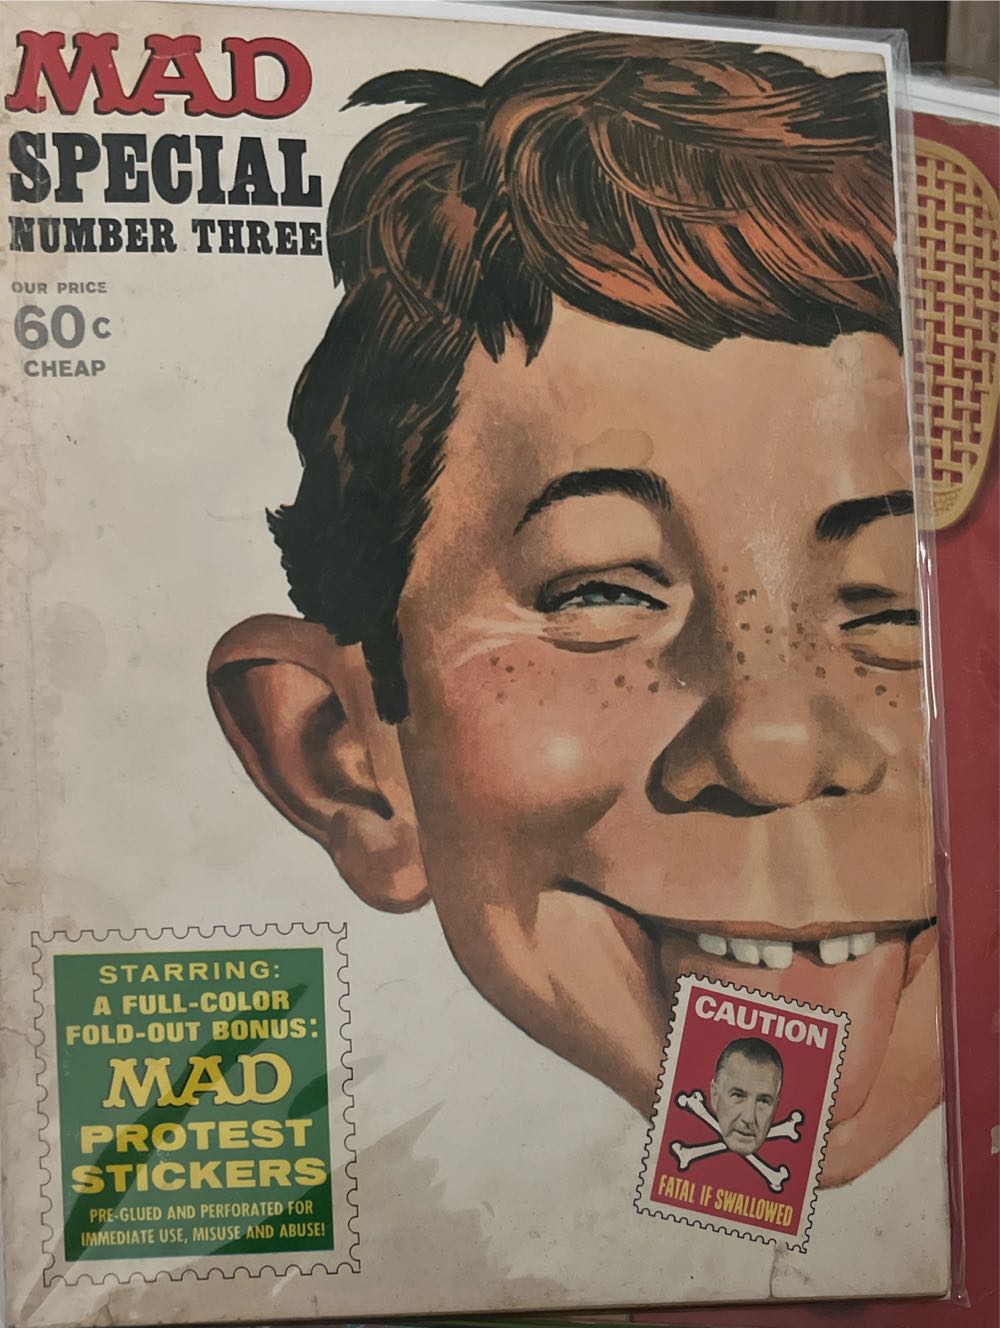 MAD
SPECIAL
NUMBER THREE
OUR PRICE
60c
CHEAP
STARRING:
A FULL-COLOR
FOLD-OUT BONUS:
MAD
PROTEST
STICKERS
PRE-GLUED AND PERFORATED FOR
IMMEDIATE USE, MISUSE AND ABUSE!
CAUTION
FATAL IF SWALLOWED